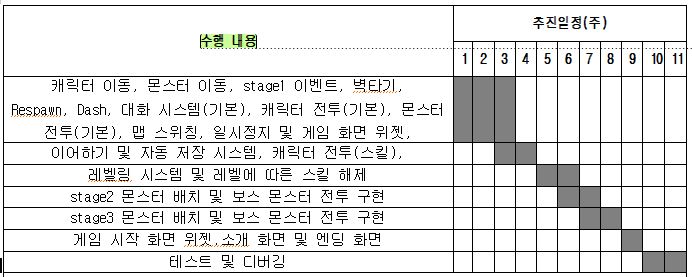 수행 내용
추진일정(주)
1 2 3 4 5 6 7 8 9 10 11
캐릭터 이동, 몬스터 이동, stage1 이벤트, 벽타기,
Respawn, Dash, 대화 시스템(기본), 캐릭터 전투(기본), 몬스터
전투(기본), 맵 스위칭, 일시정지 및 게임 화면 위젯,
이어하기 및 자동 저장 시스템, 캐릭터 전투(스킬),
레벨링 시스템 및 레벨에 따른 스킬 해제
stage2 몬스터 배치 및 보스 몬스터 전투 구현
stage3 몬스터 배치 및 보스 몬스터 전투 구현
게임 시작 화면 위젯,소개 화면 및 엔딩 화면
테스트 및 디버깅